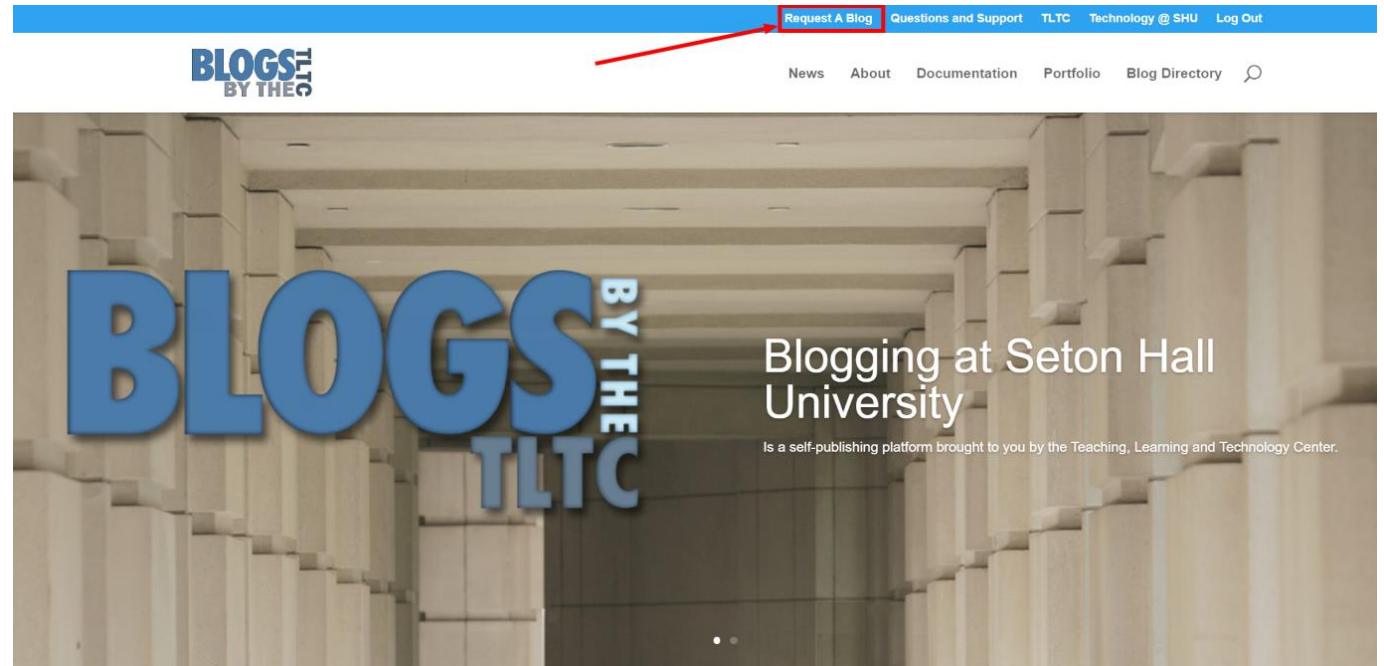 Request A Blog Questions and Support TLTC Technology @ SHU Log Out
BLOGS TLTC
BY THE
News About Documentation Portfolio Blog Directory
BLOGS BY THE
TLTC
Blogging at Seton Hall
University
Is a self-publishing platform brought to you by the Teaching, Learning and Technology Center.